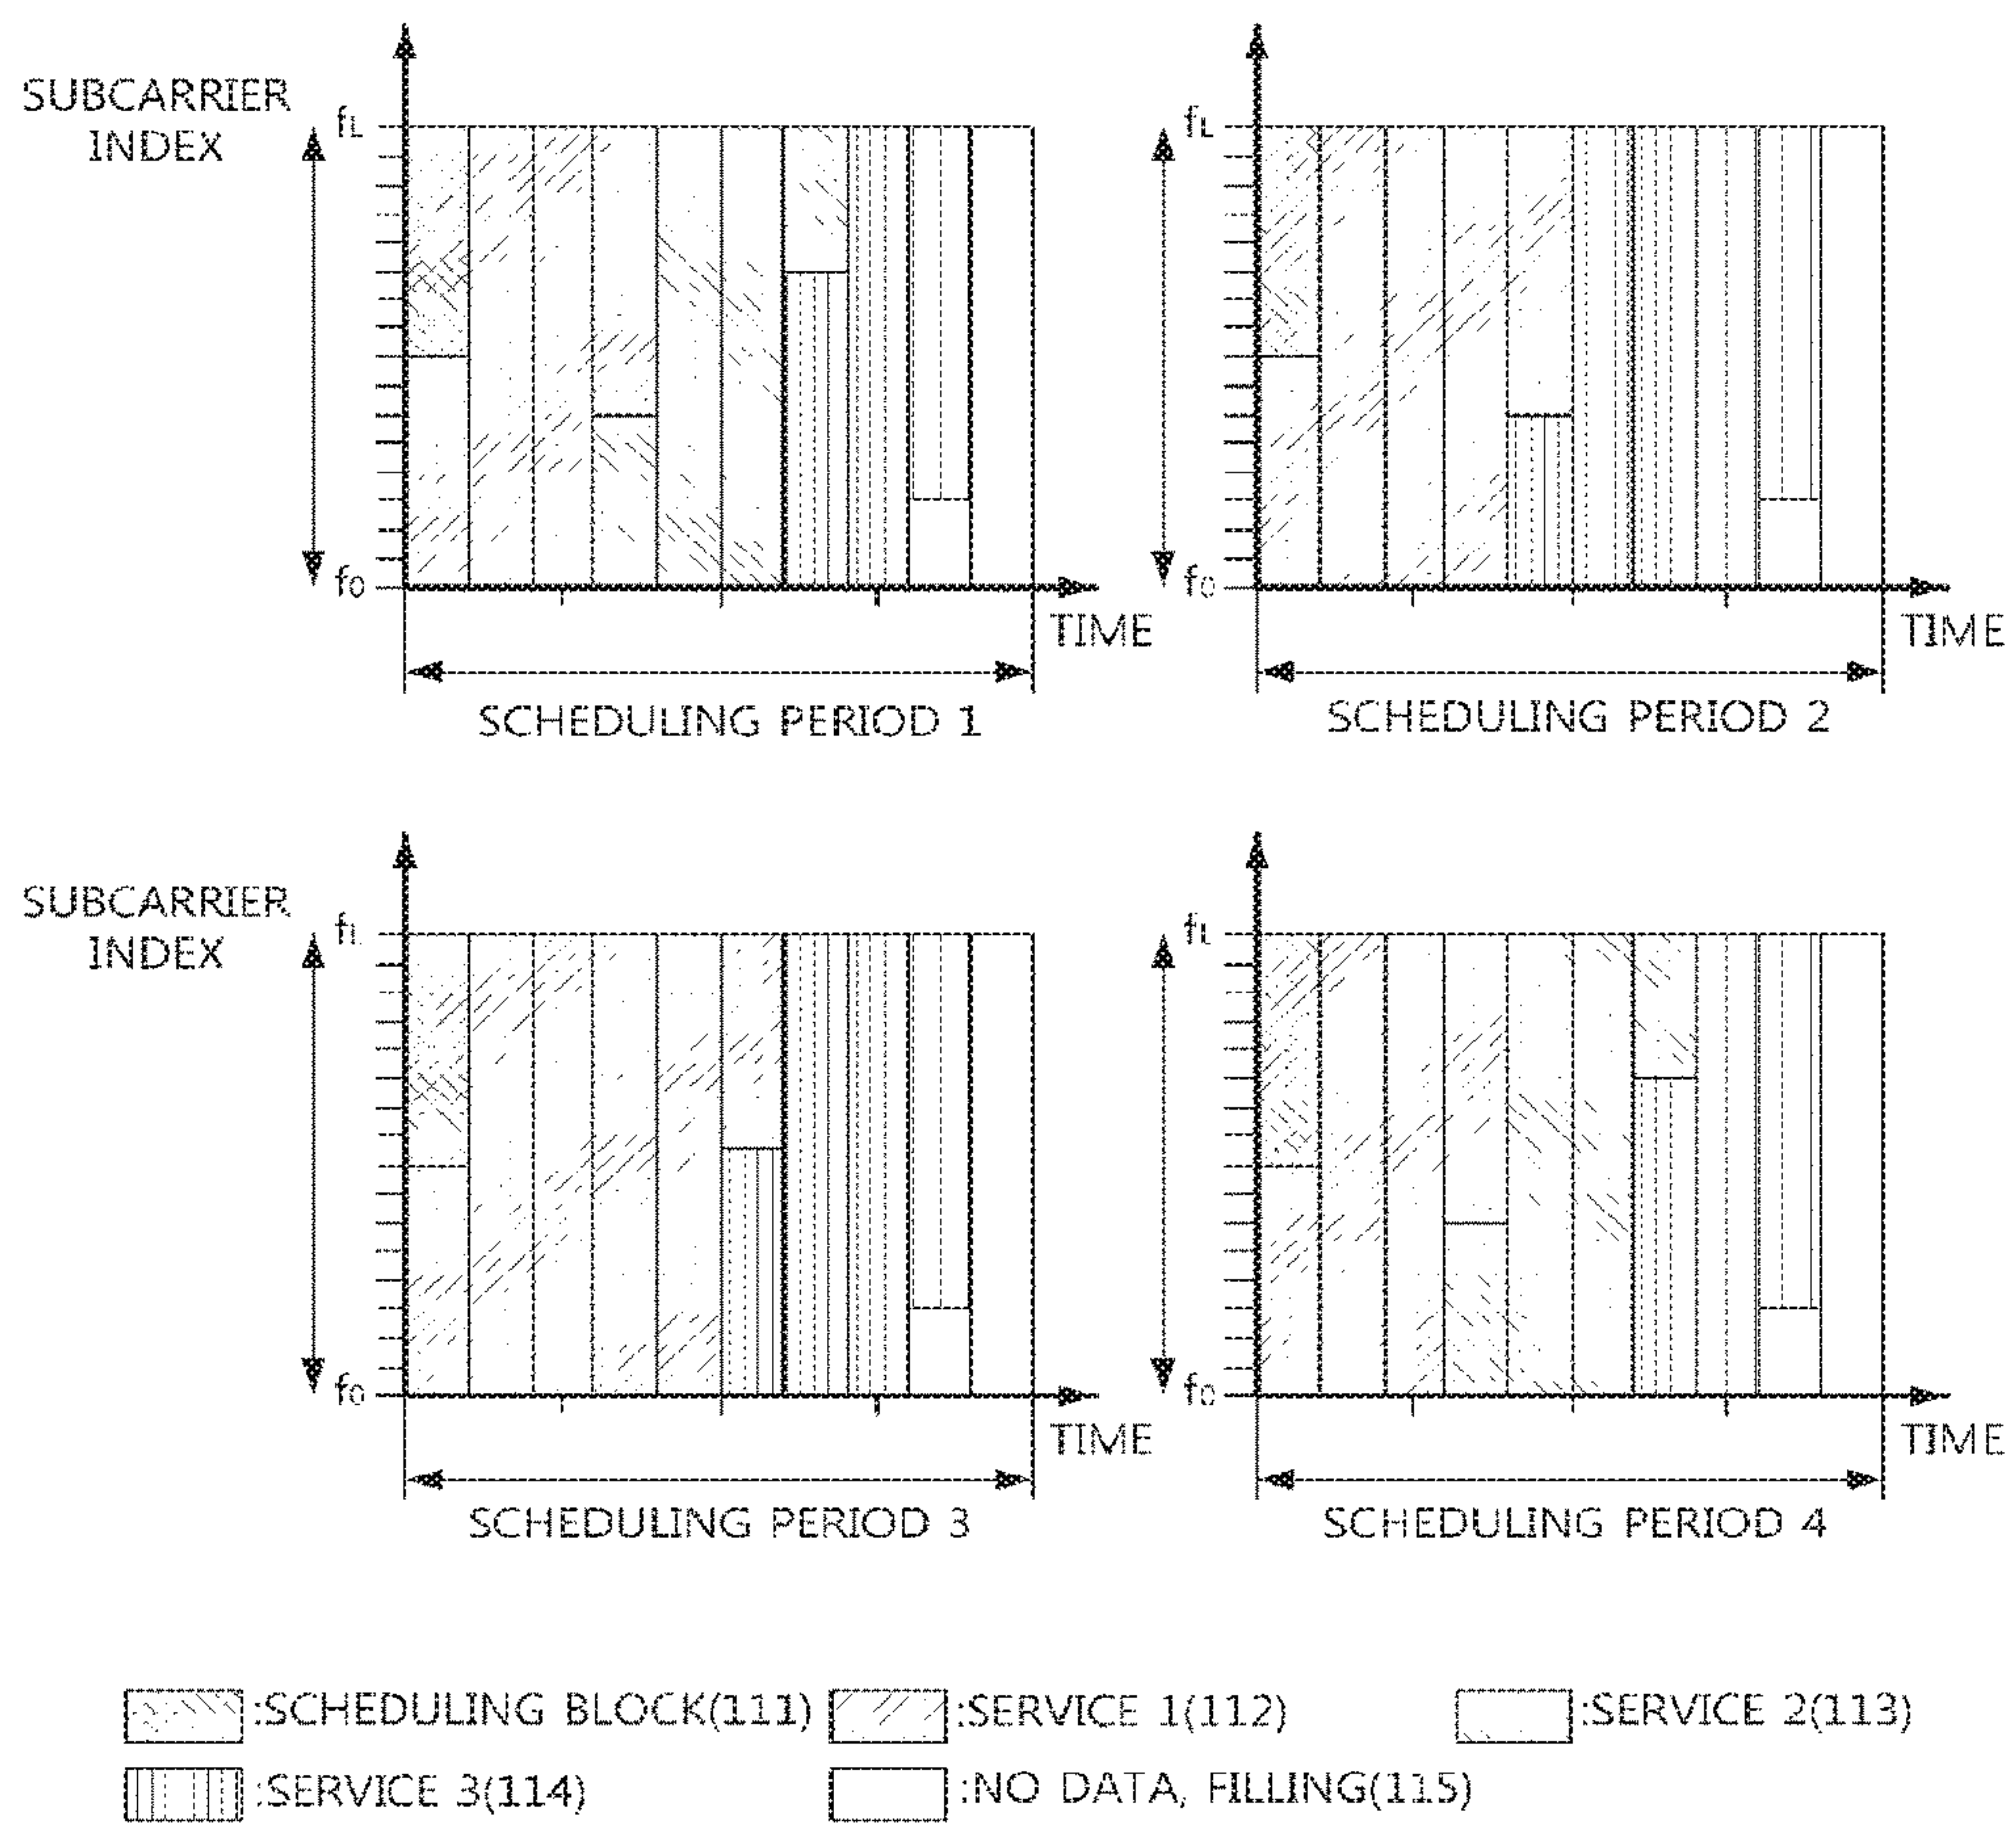 SUBCARRIER
INDEX
fL
f0
TIME
SCHEDULING PERIOD 1
fL
f0
TIME
SCHEDULING PERIOD 2
SUBCARRIER
INDEX
fL
f0
TIME
SCHEDULING PERIOD 3
fL
f0
TIME
SCHEDULING PERIOD 4
:SCHEDULING BLOCK(111)
:SERVICE 1(112)
:SERVICE 2(113)
:SERVICE 3(114)
:NO DATA, FILLING(115)